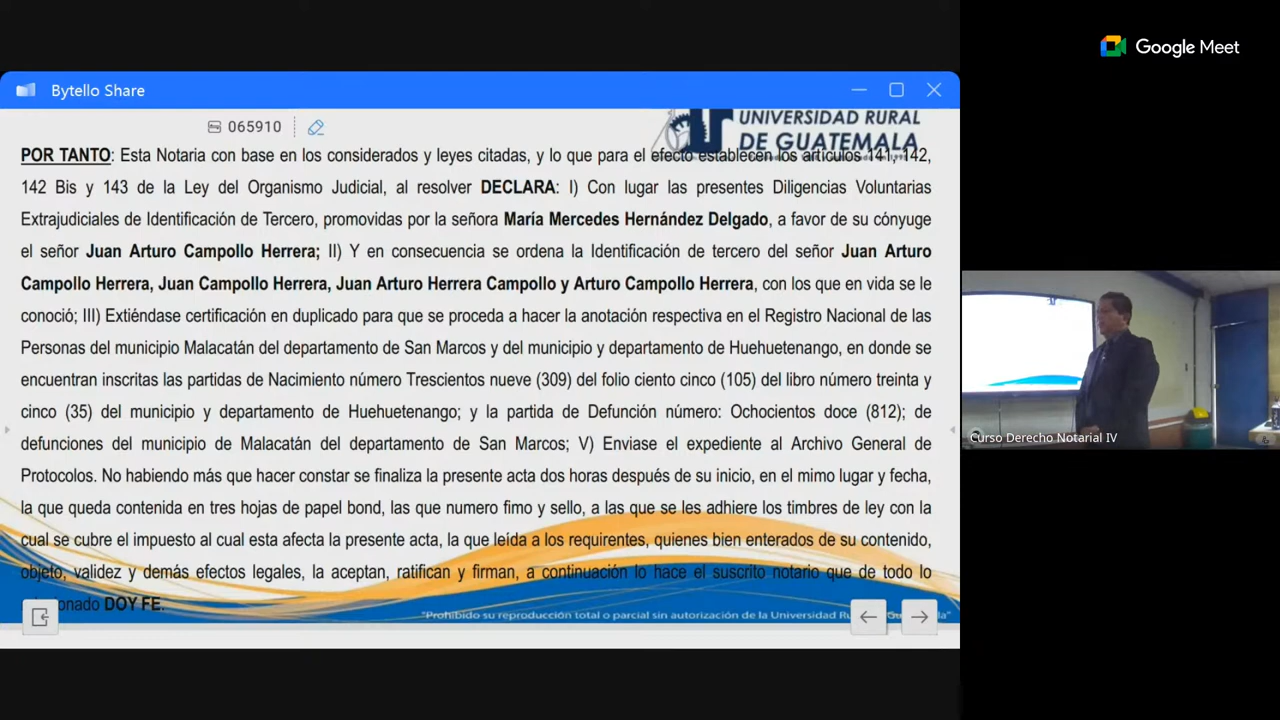 Google Meet
Bytello Share
065910
UNIVERSIDAD RURAL
DE GUATEMALA
POR TANTO: Esta Notaria con base en los considerados y leyes citadas, y lo que para el efecto establecen los artículos 141, 142,
142 Bis y 143 de la Ley del Organismo Judicial, al resolver DECLARA: I) Con lugar las presentes Diligencias Voluntarias
Extrajudiciales de Identificación de Tercero, promovidas por la señora María Mercedes Hernández Delgado, a favor de su cónyuge
el señor Juan Arturo Campollo Herrera; II) Y en consecuencia se ordena la Identificación de tercero del señor Juan Arturo
Campollo Herrera, Juan Campollo Herrera, Juan Arturo Herrera Campollo y Arturo Campollo Herrera, con los que en vida se le
conoció; III) Extiéndase certificación en duplicado para que se proceda a hacer la anotación respectiva en el Registro Nacional de las
Personas del municipio Malacatán del departamento de San Marcos y del municipio y departamento de Huehuetenango, en donde se
encuentran inscritas las partidas de Nacimiento número Trescientos nueve (309) del folio ciento cinco (105) del libro número treinta y
cinco (35) del municipio y departamento de Huehuetenango; y la partida de Defunción número: Ochocientos doce (812); de
defunciones del municipio de Malacatán del departamento de San Marcos; V) Enviase el expediente al Archivo General de
Protocolos. No habiendo más que hacer constar se finaliza la presente acta dos horas después de su inicio, en el mimo lugar y fecha,
la que queda contenida en tres hojas de papel bond, las que numero fimo y sello, a las que se les adhiere los timbres de ley con la
cual se cubre el impuesto al cual esta afecta la presente acta, la que leída a los requirentes, quienes bien enterados de su contenido,
objeto, validez y demás efectos legales, la aceptan, ratifican y firman, a continuación lo hace el suscrito notario que de todo lo
onado DOY FE.
"Prohibido su reproducción total o parcial sin autorización de la Universidad
Curso Derecho Notarial IV